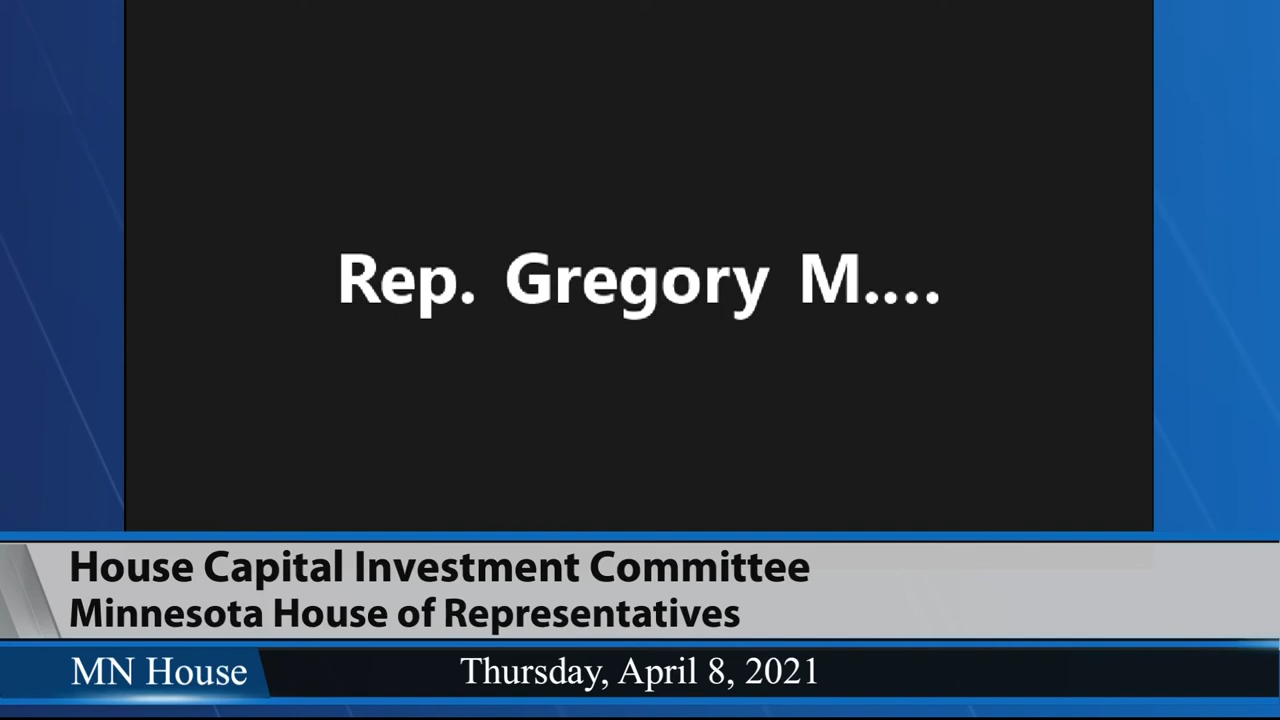 Rep. Gregory M....
House Capital Investment Committee
Minnesota House of Representatives
MN House
Thursday, April 8, 2021